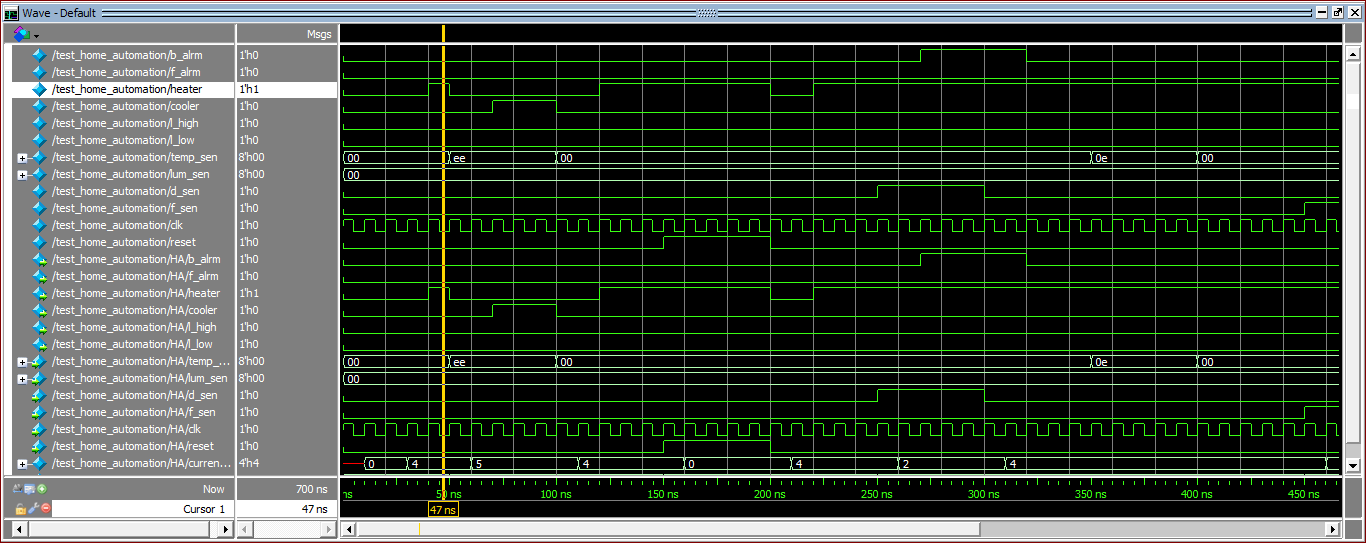 Wave - Default
Msgs
/test_home_automation/b_alrm 1'h0
/test_home_automation/f_alrm 1'h0
/test_home_automation/heater 1'h1
/test_home_automation/cooler 1'h0
/test_home_automation/l_high 1'h0
/test_home_automation/l_low 1'h0
/test_home_automation/temp_sen 8'h00 00 ee 00 0e 00
/test_home_automation/lum_sen 8'h00 00
/test_home_automation/d_sen 1'h0
/test_home_automation/f_sen 1'h0
/test_home_automation/clk 1'h0
/test_home_automation/reset 1'h0
/test_home_automation/HA/b_alrm 1'h0
/test_home_automation/HA/f_alrm 1'h0
/test_home_automation/HA/heater 1'h1
/test_home_automation/HA/cooler 1'h0
/test_home_automation/HA/l_high 1'h0
/test_home_automation/HA/l_low 1'h0
/test_home_automation/HA/temp_... 8'h00 00 ee 00 0e 00
/test_home_automation/HA/lum_sen 8'h00 00
/test_home_automation/HA/d_sen 1'h0
/test_home_automation/HA/f_sen 1'h0
/test_home_automation/HA/clk 1'h0
/test_home_automation/HA/reset 1'h0
/test_home_automation/HA/curren... 4'h4 0 4 5 4 0 4 2 4
Now 700 ns ns 50 ns 100 ns 150 ns 200 ns 250 ns 300 ns 350 ns 400 ns 450 ns
Cursor 1 47 ns 47 ns